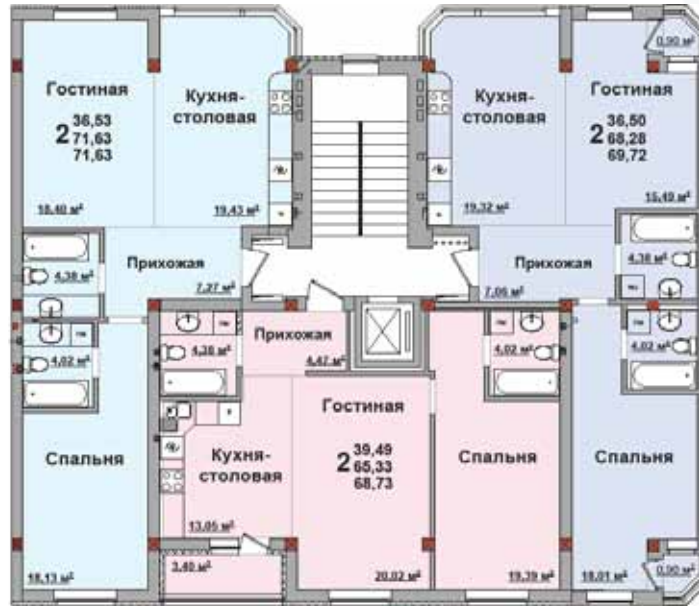 Гостиная
2
36,53
71,63
71,63
18,40 м²
Кухня-
столовая
19,43 м²
Прихожая
7,27 м²
4,38 м²
4,02 м²
Спальня
18,13 м²
Кухня-
столовая
19,32 м²
0,90 м²
Гостиная
2
36,50
68,28
69,72
15,49 м²
Прихожая
7,06 м²
4,38 м²
4,02 м²
Спальня
18,01 м²
0,90 м²
4,38 м²
Прихожая
4,47 м²
Гостиная
2
39,49
65,33
68,73
20,02 м²
Кухня-
столовая
13,05 м²
3,40 м²
4,02 м²
Спальня
19,39 м²